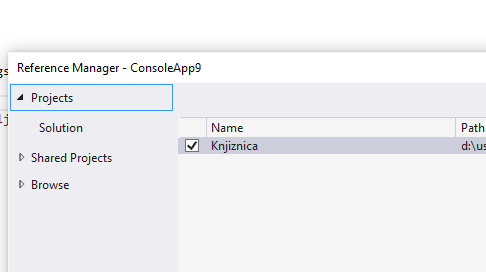 Reference Manager - ConsoleApp9
Projects
Solution
Shared Projects
Browse
Name Path
Knjiznica d:\us